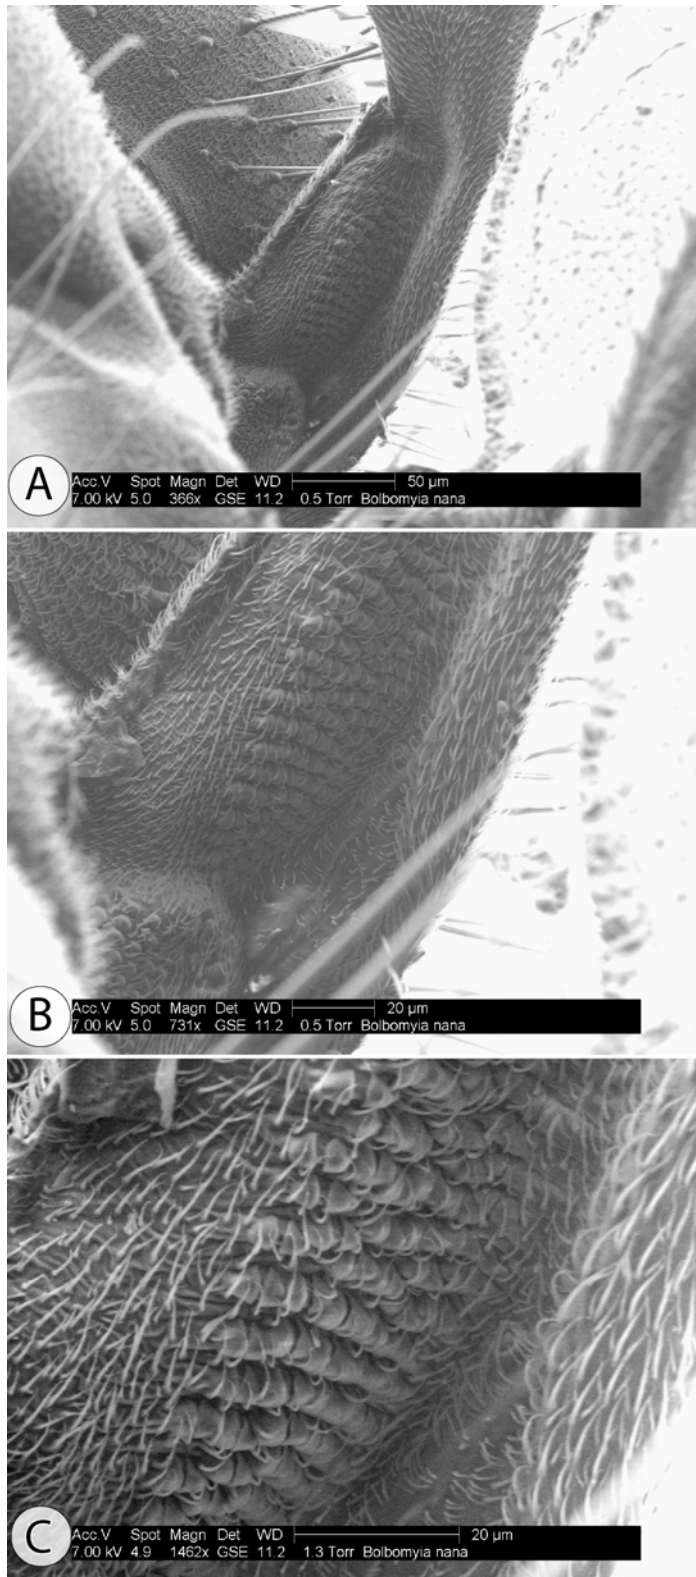 A
Acc.V Spot Magn Det WD 50 µm
7.00 kV 5.0 366x GSE 11.2 0.5 Torr Bolbomyia nana
B
Acc.V Spot Magn Det WD 20 µm
7.00 kV 5.0 731x GSE 11.2 0.5 Torr Bolbomyia nana
C
Acc.V Spot Magn Det WD 20 µm
7.00 kV 4.9 1462x GSE 11.2 1.3 Torr Bolbomyia nana